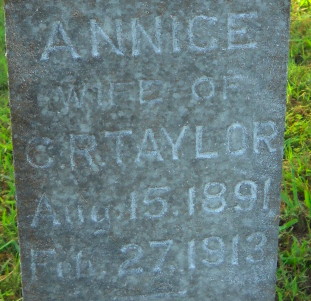 ANNICE
WIFE OF
C.R. TAYLOR
Aug. 15. 1891
Feb. 27. 1913